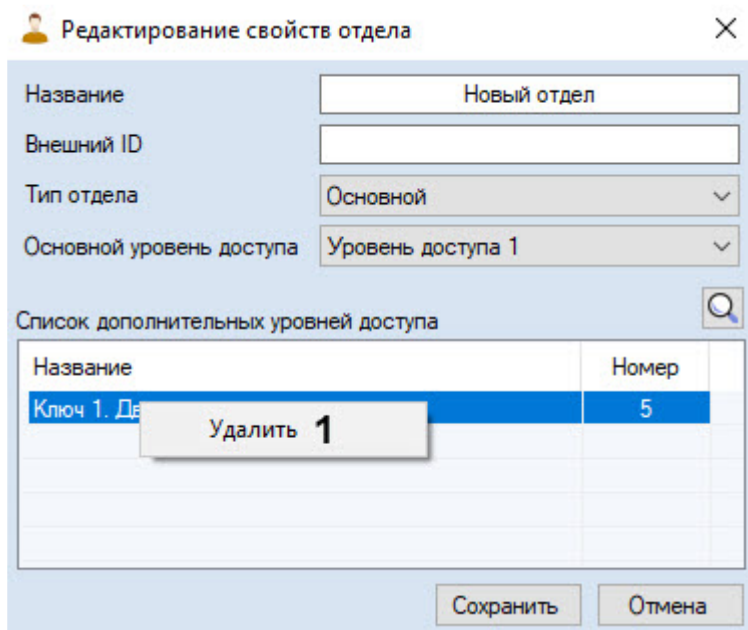 Редактирование свойств отдела
Название Новый отдел
Внешний ID
Тип отдела Основной
Основной уровень доступа Уровень доступа 1
Список дополнительных уровней доступа
Название Номер
Ключ 1. 5
Удалить 1
Сохранить Отмена